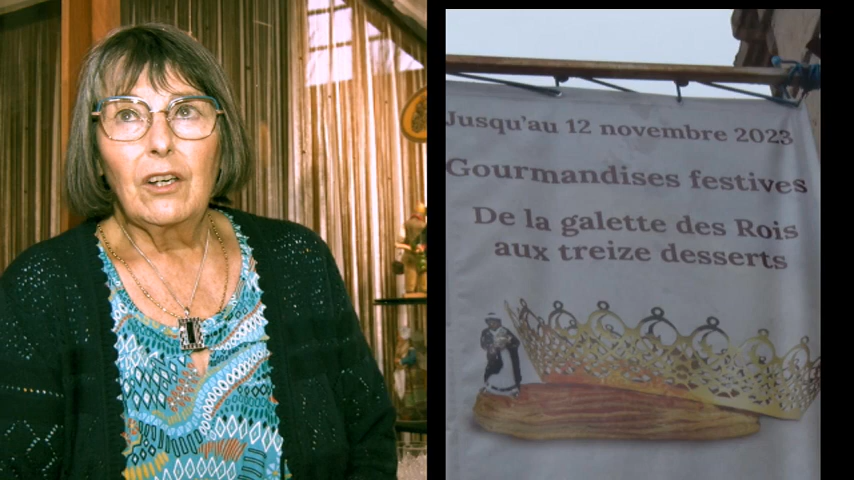 Jusqu'au 12 novembre 2023
Gourmandises festives
De la galette des Rois
aux treize desserts